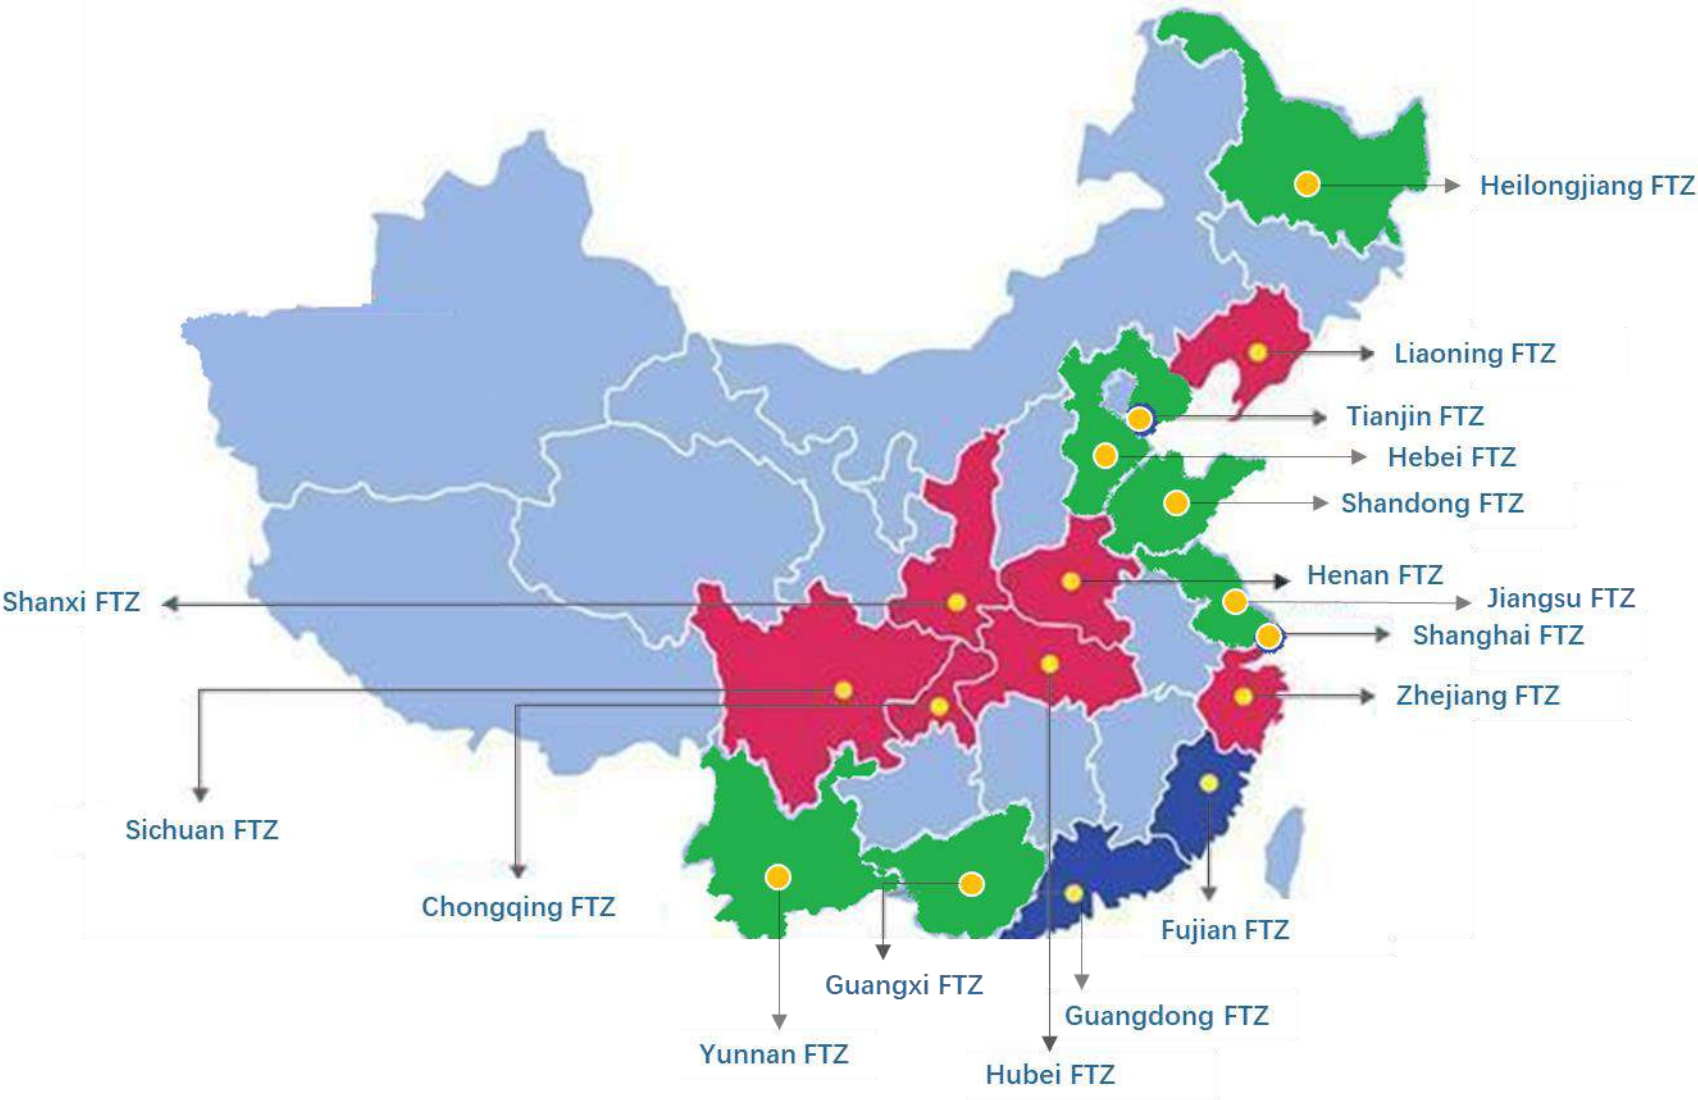 Heilongjiang FTZ
Liaoning FTZ
Tianjin FTZ
Hebei FTZ
Shandong FTZ
Henan FTZ
Jiangsu FTZ
Shanxi FTZ
Shanghai FTZ
Zhejiang FTZ
Sichuan FTZ
Chongqing FTZ
Fujian FTZ
Guangxi FTZ
Guangdong FTZ
Yunnan FTZ
Hubei FTZ